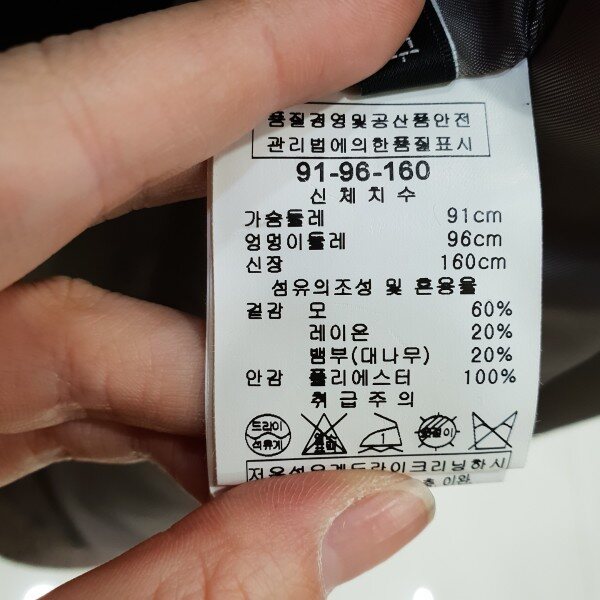 품질경영및공산품안전
관리법에의한품질표시
91-96-160
신체치수
가슴둘레 91cm
엉덩이둘레 96cm
신장 160cm
섬유의조성 및 혼용율
겉감 모 60%
레이온 20%
뱀부(대나무) 20%
안감 폴리에스터 100%
취급주의
드라이
석유계
1